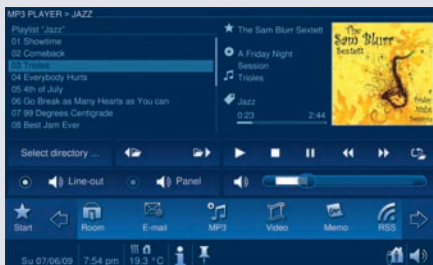 MP3 PLAYER > JAZZ
Playlist "Jazz"
01 Showtime
02 Comeback
03 Trioles
04 Everybody Hurts
05 4th of July
06 Go Break as Many Hearts as You can
07 99 Degrees Centigrade
08 Best Jam Ever
The Sam Blurr Sextett
A Friday Night
Session
Trioles
Jazz
0:23 2:44
The
Sam Blurr
Sextett
Friday
Night
Session
Select directory ...
Line-out
Panel
Start
Room
E-mail
MP3
Video
Memo
RSS
Su 07/06/09
7:54 pm
19.3 °C